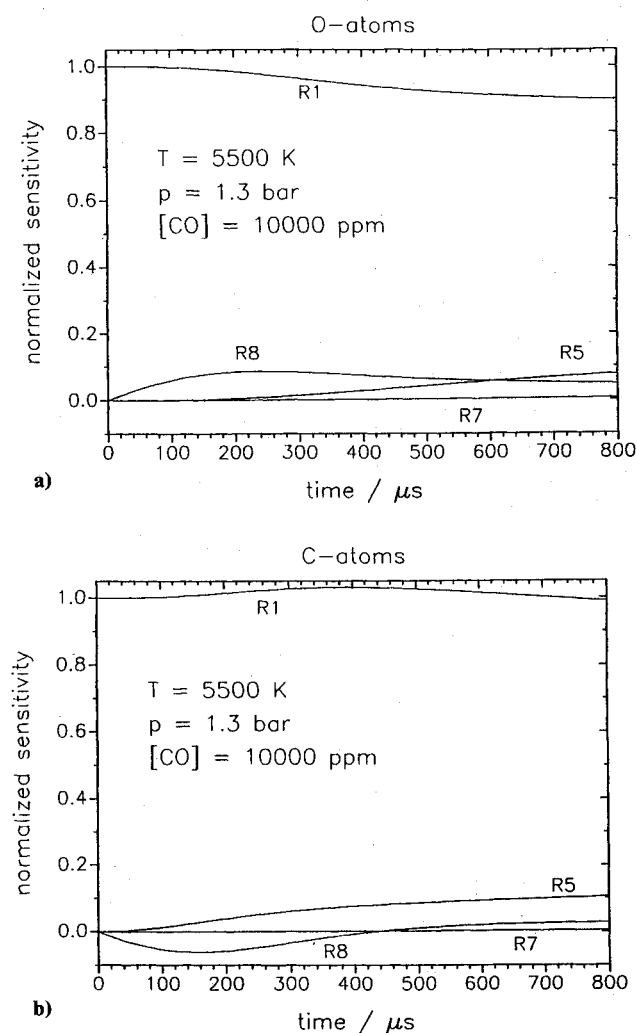 O-atoms
normalized sensitivity
1.0
0.8
0.6
0.4
0.2
0.0
R1
T = 5500 K
p = 1.3 bar
[CO] = 10000 ppm
R8
R5
R7
0 100 200 300 400 500 600 700 800
a)
time / μs
C-atoms
normalized sensitivity
1.0
0.8
0.6
0.4
0.2
0.0
R1
T = 5500 K
p = 1.3 bar
[CO] = 10000 ppm
R5
R8
R7
0 100 200 300 400 500 600 700 800
b)
time / μs